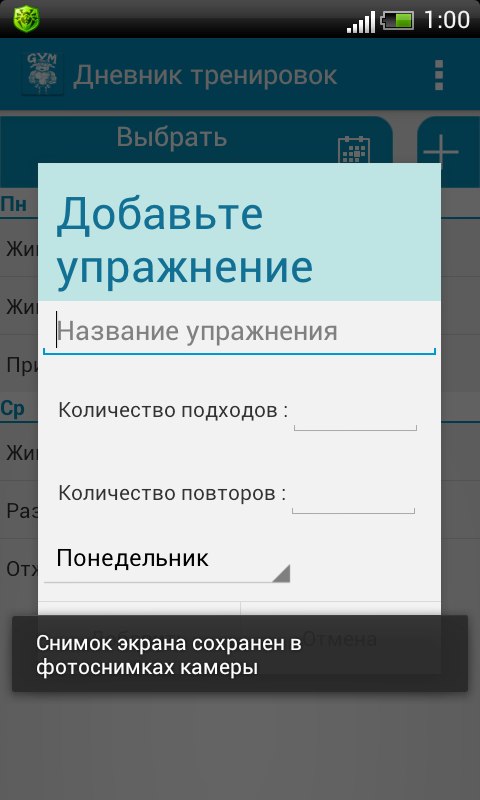 1:00
GYM
Дневник тренировок
Выбрать
Пн
Жи
Жи
При
Ср
Жи
Раз
Отж
Добавьте
упражнение
Название упражнения
Количество подходов :
Количество повторов :
Понедельник
Отмена
Снимок экрана сохранен в
фотоснимках камеры